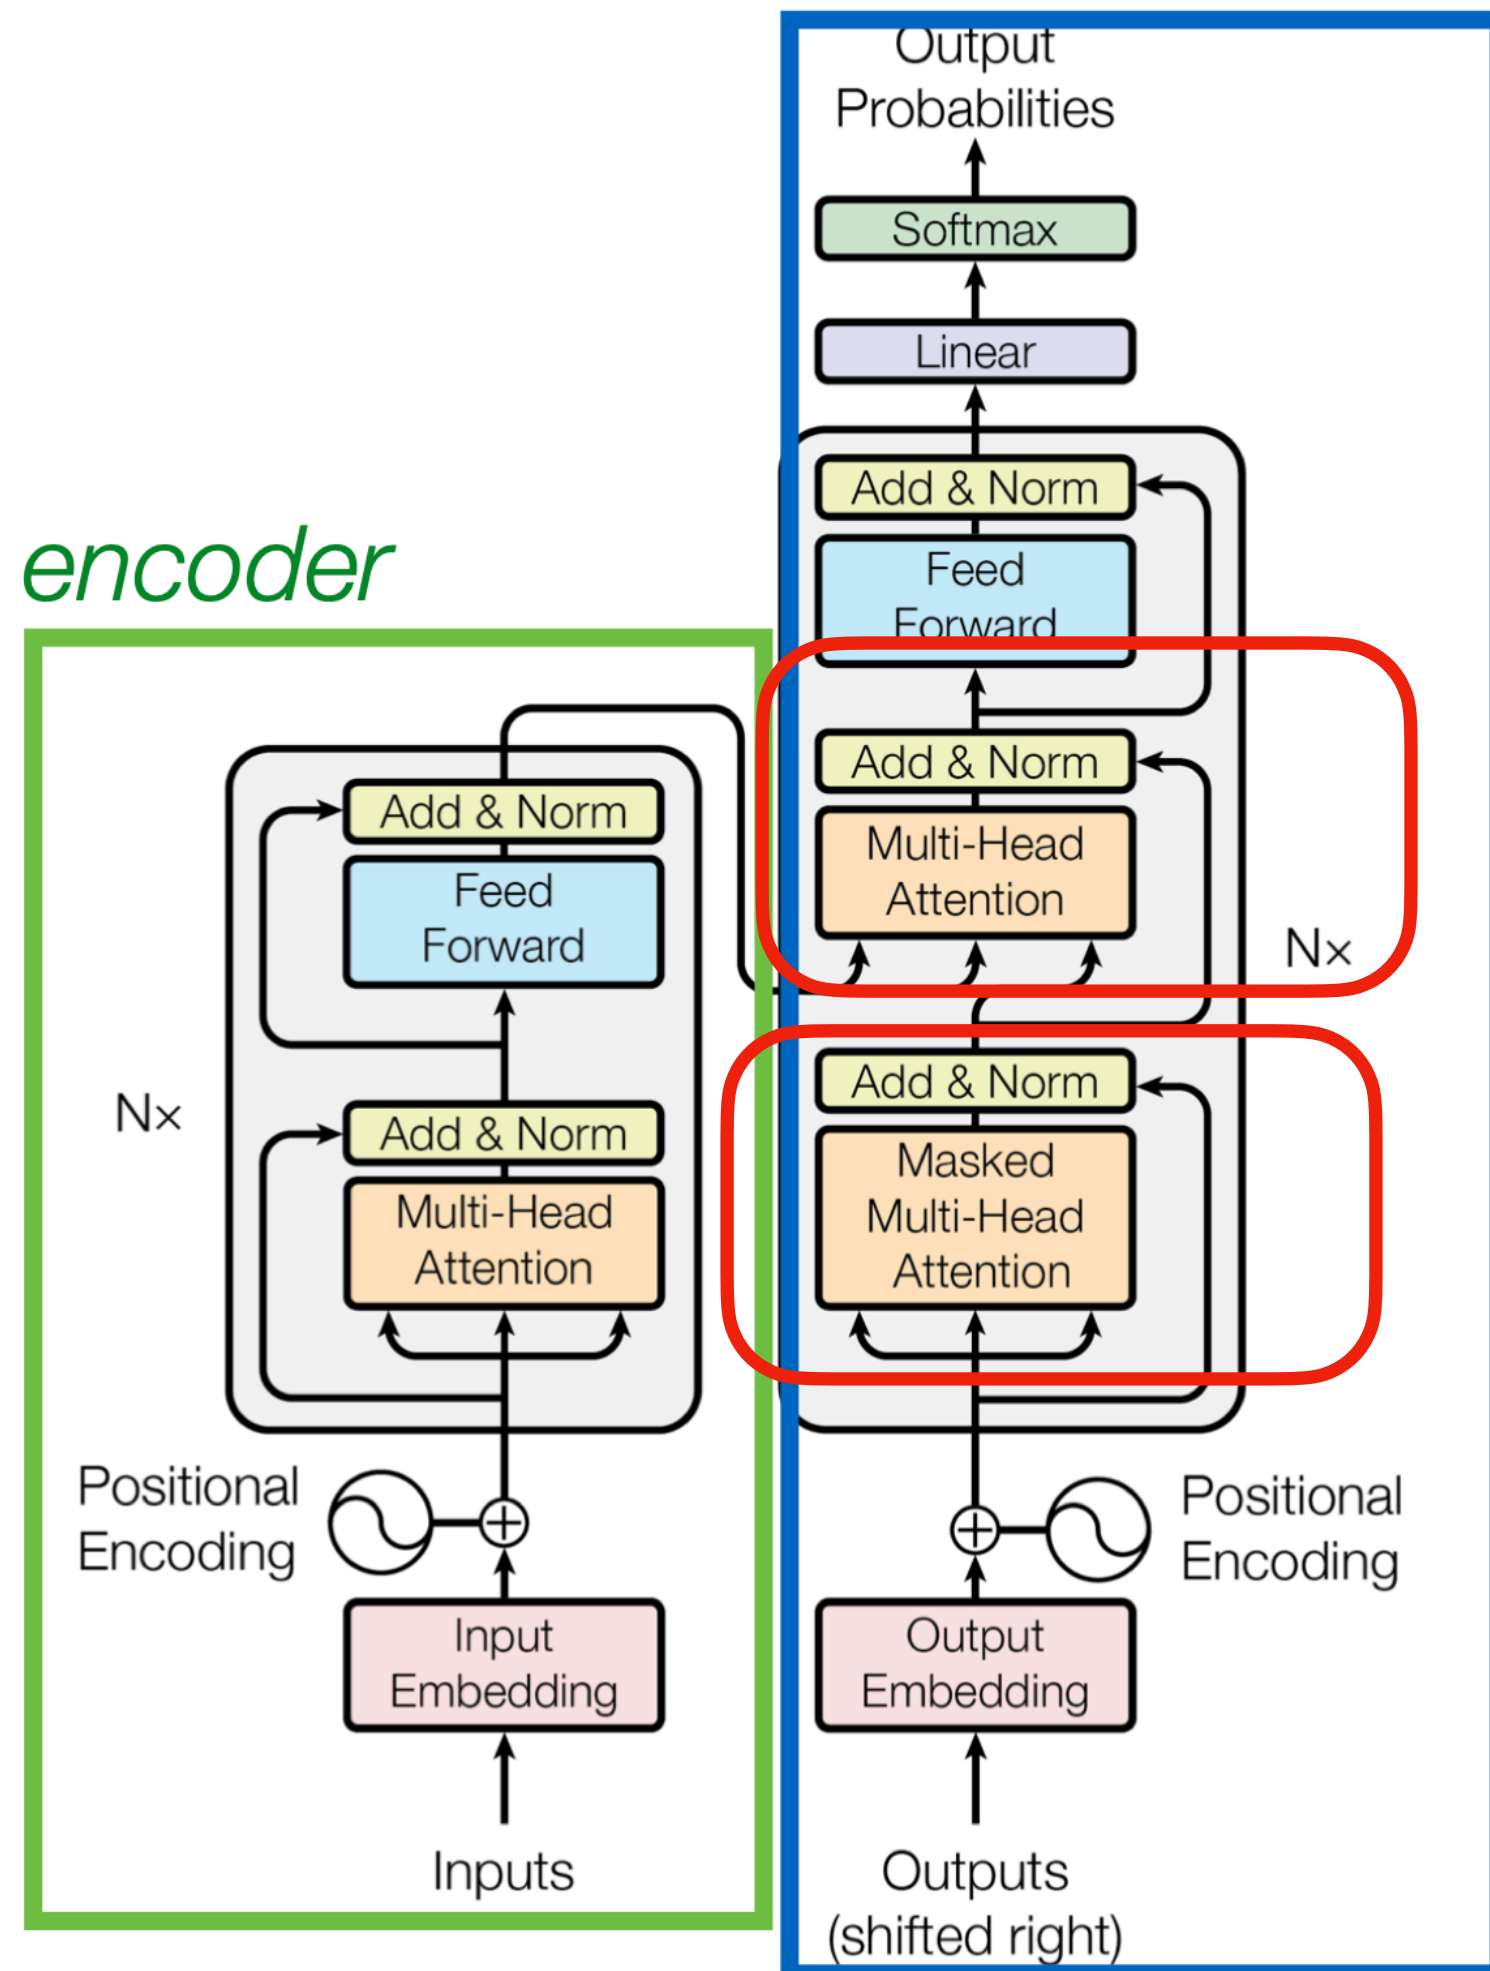 encoder
Add & Norm
Feed
Forward
Nx
Add & Norm
Multi-Head
Attention
Positional
Encoding
Input
Embedding
Inputs
Output
Probabilities
Softmax
Linear
Add & Norm
Feed
Forward
Add & Norm
Multi-Head
Attention
Nx
Add & Norm
Masked
Multi-Head
Attention
Positional
Encoding
Output
Embedding
Outputs
(shifted right)